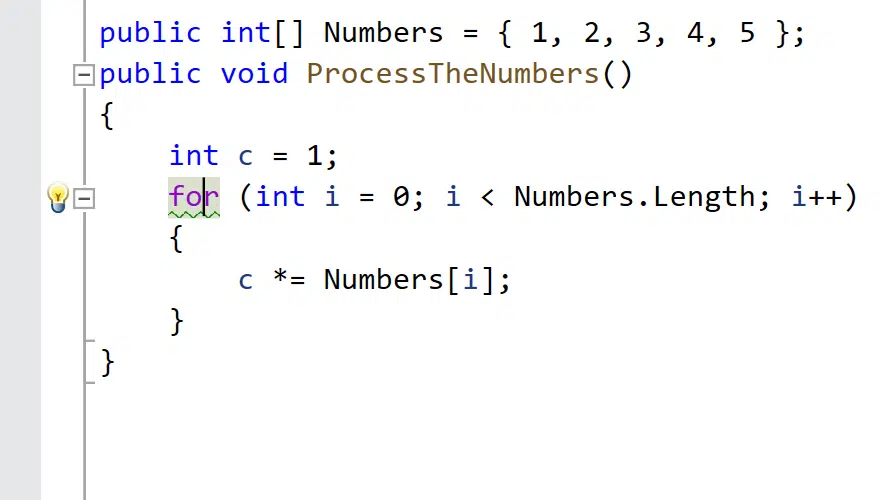 public int[] Numbers = { 1, 2, 3, 4, 5 };
public void ProcessTheNumbers()
{
    int c = 1;
    for (int i = 0; i < Numbers.Length; i++)
    {
        c *= Numbers[i];
    }
}